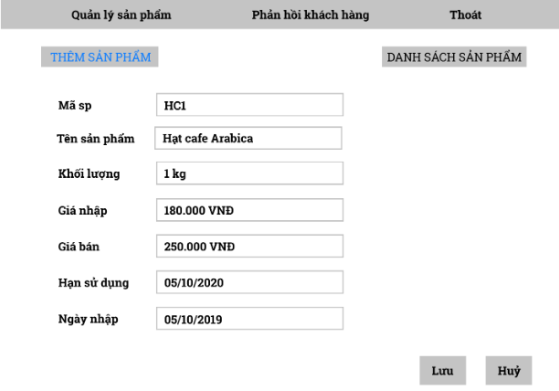 Quản lý sản phẩm Phản hồi khách hàng Thoát
THÊM SẢN PHẨM DANH SÁCH SẢN PHẨM
Mã sp HC1
Tên sản phẩm Hạt cafe Arabica
Khối lượng 1 kg
Giá nhập 180.000 VNĐ
Giá bán 250.000 VNĐ
Hạn sử dụng 05/10/2020
Ngày nhập 05/10/2019
Lưu Huỷ